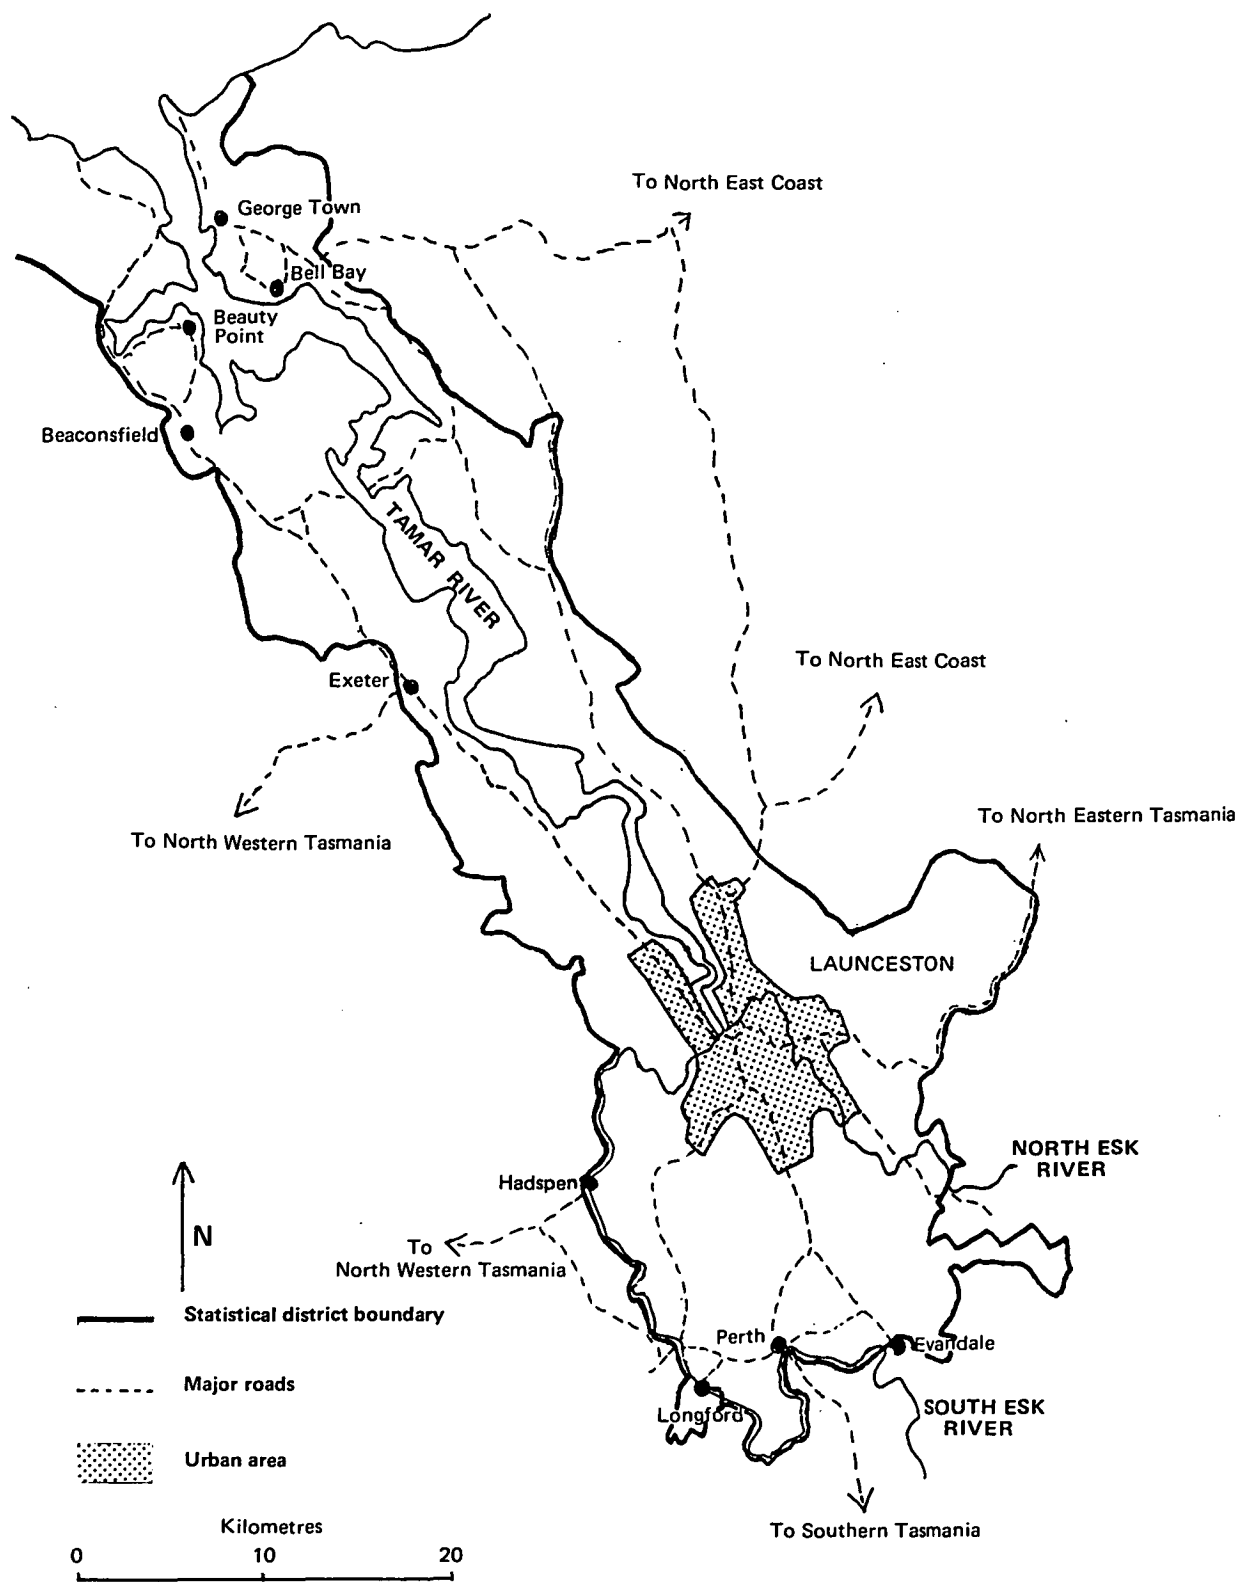 To North East Coast
George Town
Bell Bay
Beauty
Point
Beaconsfield
TAMAR RIVER
To North East Coast
Exeter
To North Eastern Tasmania
To North Western Tasmania
LAUNCESTON
NORTH ESK
RIVER
Hadspen
N
To
North Western Tasmania
Statistical district boundary
Perth
Evandale
Major roads
Longford
SOUTH ESK
RIVER
Urban area
Kilometres
To Southern Tasmania
0 10 20